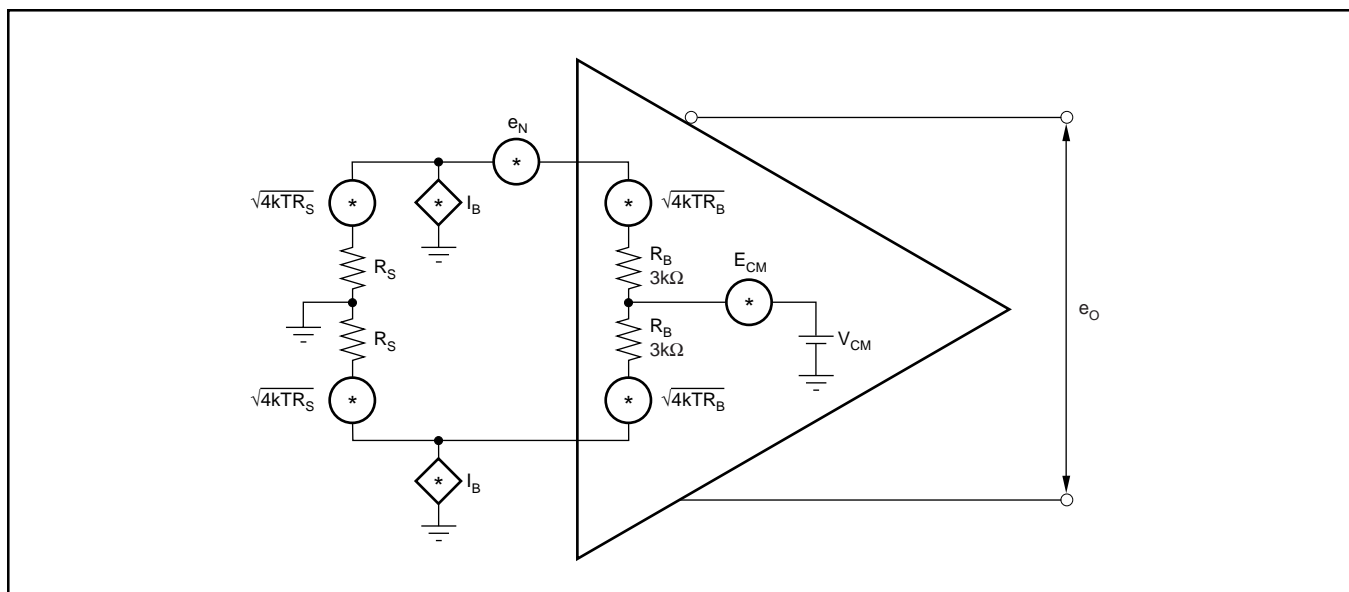 e_N
√4kTR_S
I_B
√4kTR_B
R_S
R_B
3kΩ
E_CM
R_S
R_B
3kΩ
V_CM
e_O
√4kTR_S
√4kTR_B
I_B